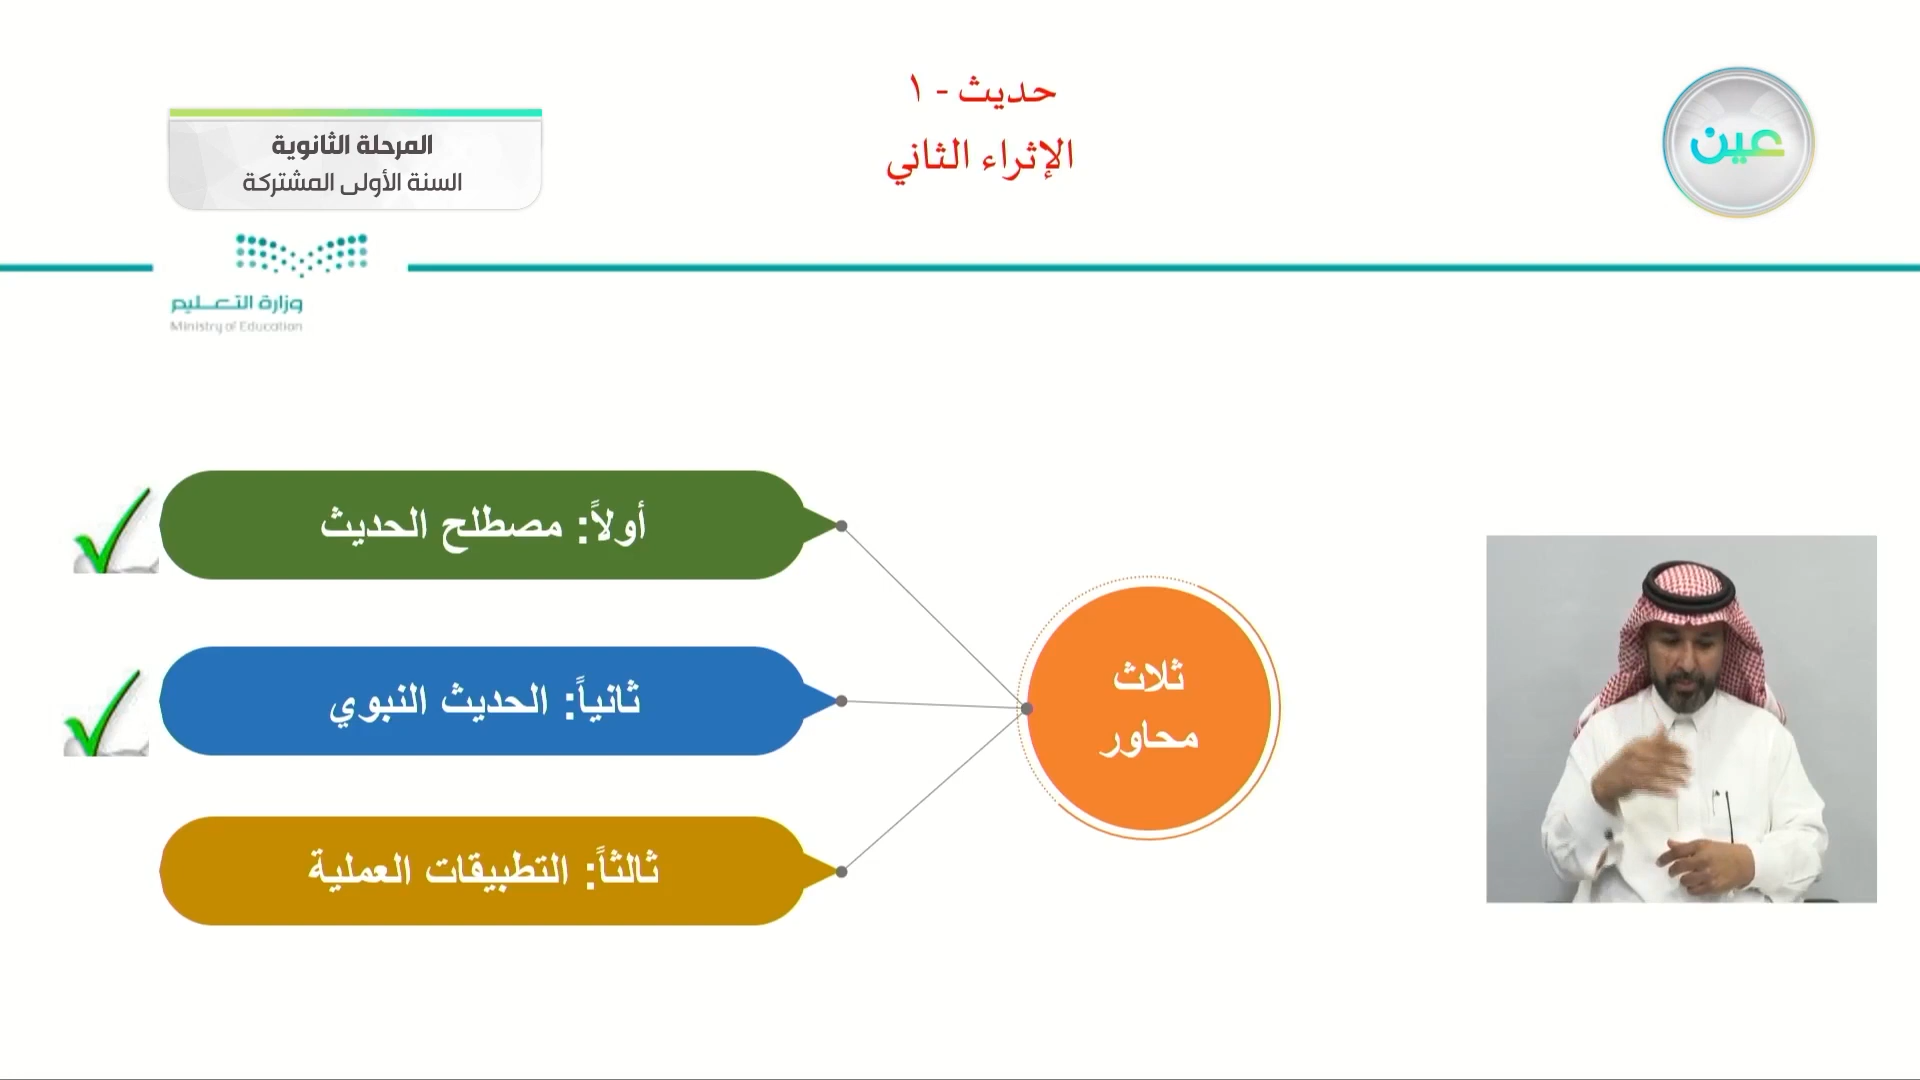 حديث - ١
الإثراء الثاني
عين
المرحلة الثانوية
السنة الأولى المشتركة
وزارة التعليم
Ministry of Education
ثلاث
محاور
أولاً: مصطلح الحديث
ثانياً: الحديث النبوي
ثالثاً: التطبيقات العملية